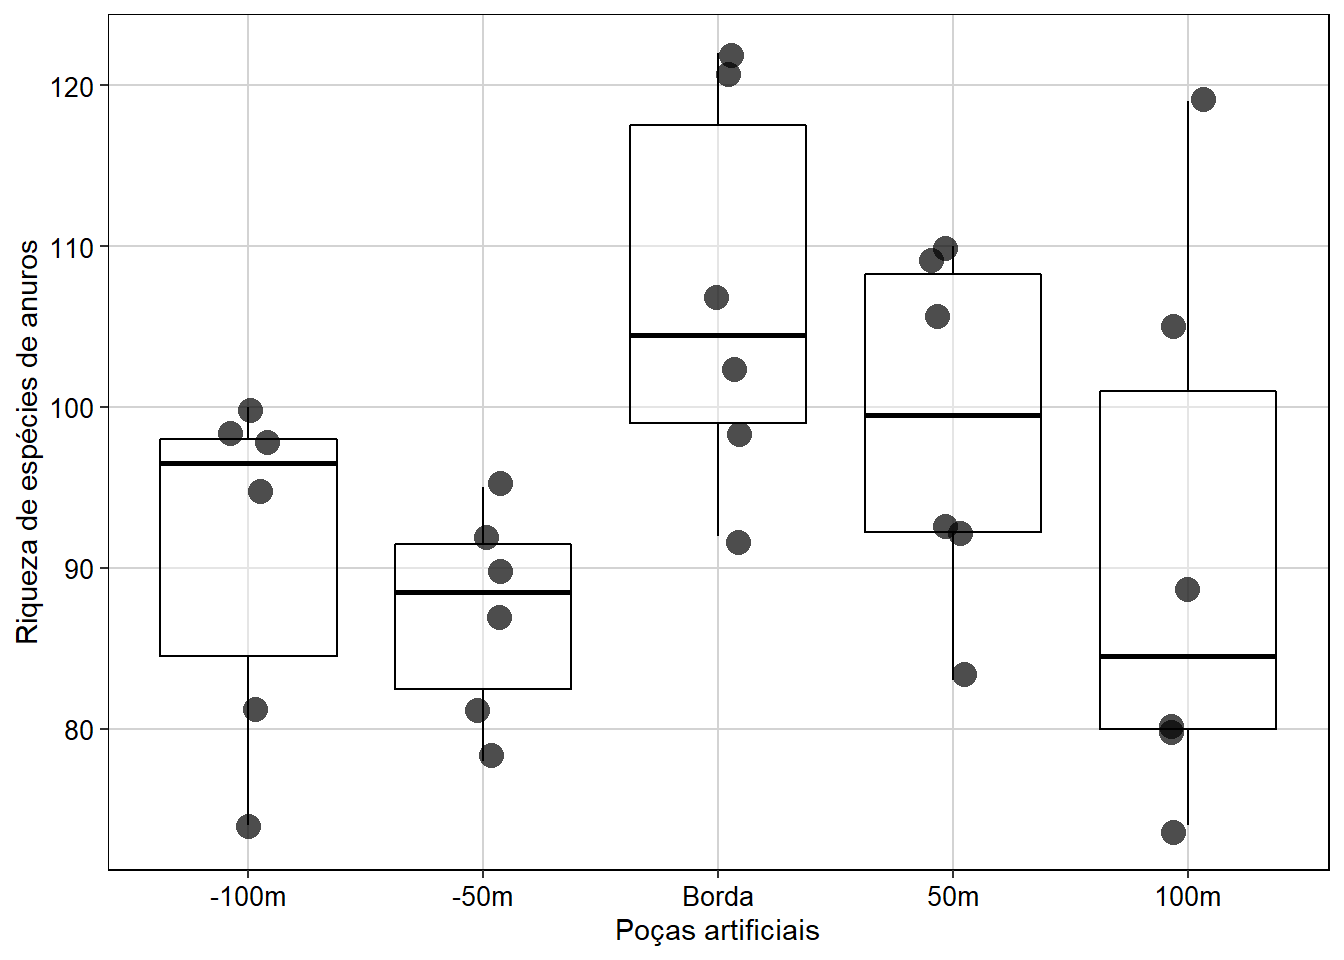 Riqueza de espécies de anuros
120
110
100
90
80
-100m
-50m
Borda
50m
100m
Poças artificiais